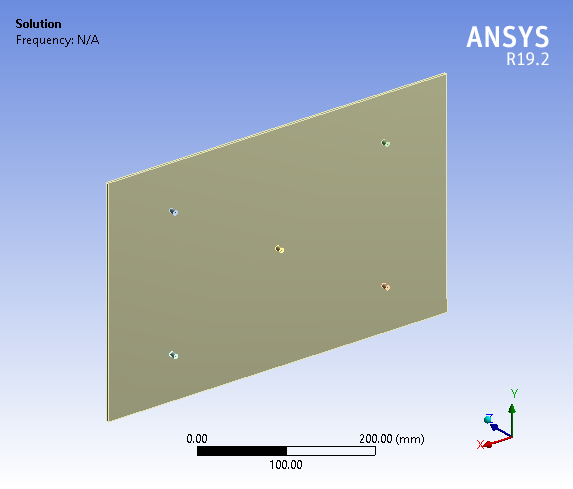 Solution
Frequency: N/A
ANSYS
R19.2
0.00
200.00 (mm)
100.00
Y
Z
X